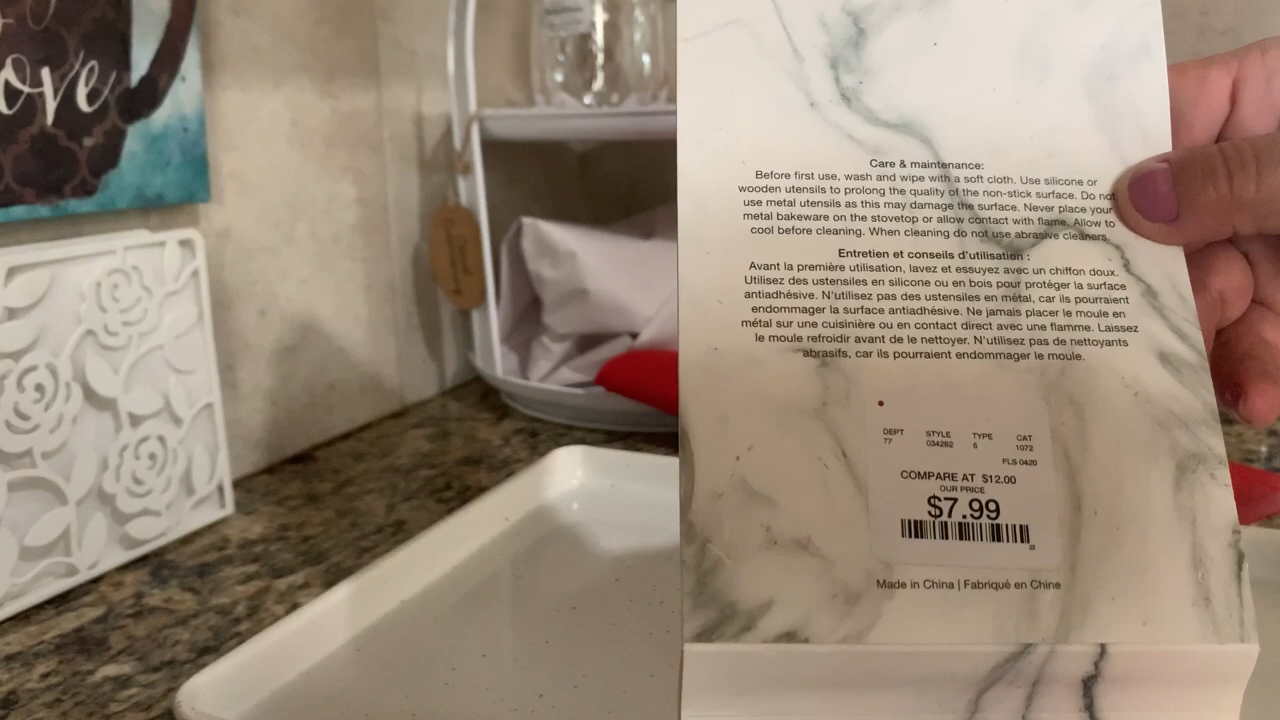 ove
Care & maintenance:
Before first use, wash and wipe with a soft cloth. Use silicone or
wooden utensils to prolong the quality of the non-stick surface. Do not
use metal utensils as this may damage the surface. Never place your
metal bakeware on the stovetop or allow contact with flame. Allow to
cool before cleaning. When cleaning do not use abrasive cleaners.
Entretien et conseils d'utilisation :
Avant la première utilisation, lavez et essuyez avec un chiffon doux.
Utilisez des ustensiles en silicone ou en bois pour protéger la surface
antiadhésive. N'utilisez pas des ustensiles en métal, car ils pourraient
endommager la surface antiadhésive. Ne jamais placer le moule en
métal sur une cuisinière ou en contact direct avec une flamme. Laissez
le moule refroidir avant de le nettoyer. N'utilisez pas de nettoyants
abrasifs, car ils pourraient endommager le moule.
DEPT STYLE TYPE CAT
77 034282 6 1072
FLS 0420
COMPARE AT $12.00
OUR PRICE
$7.99
Made in China | Fabriqué en Chine